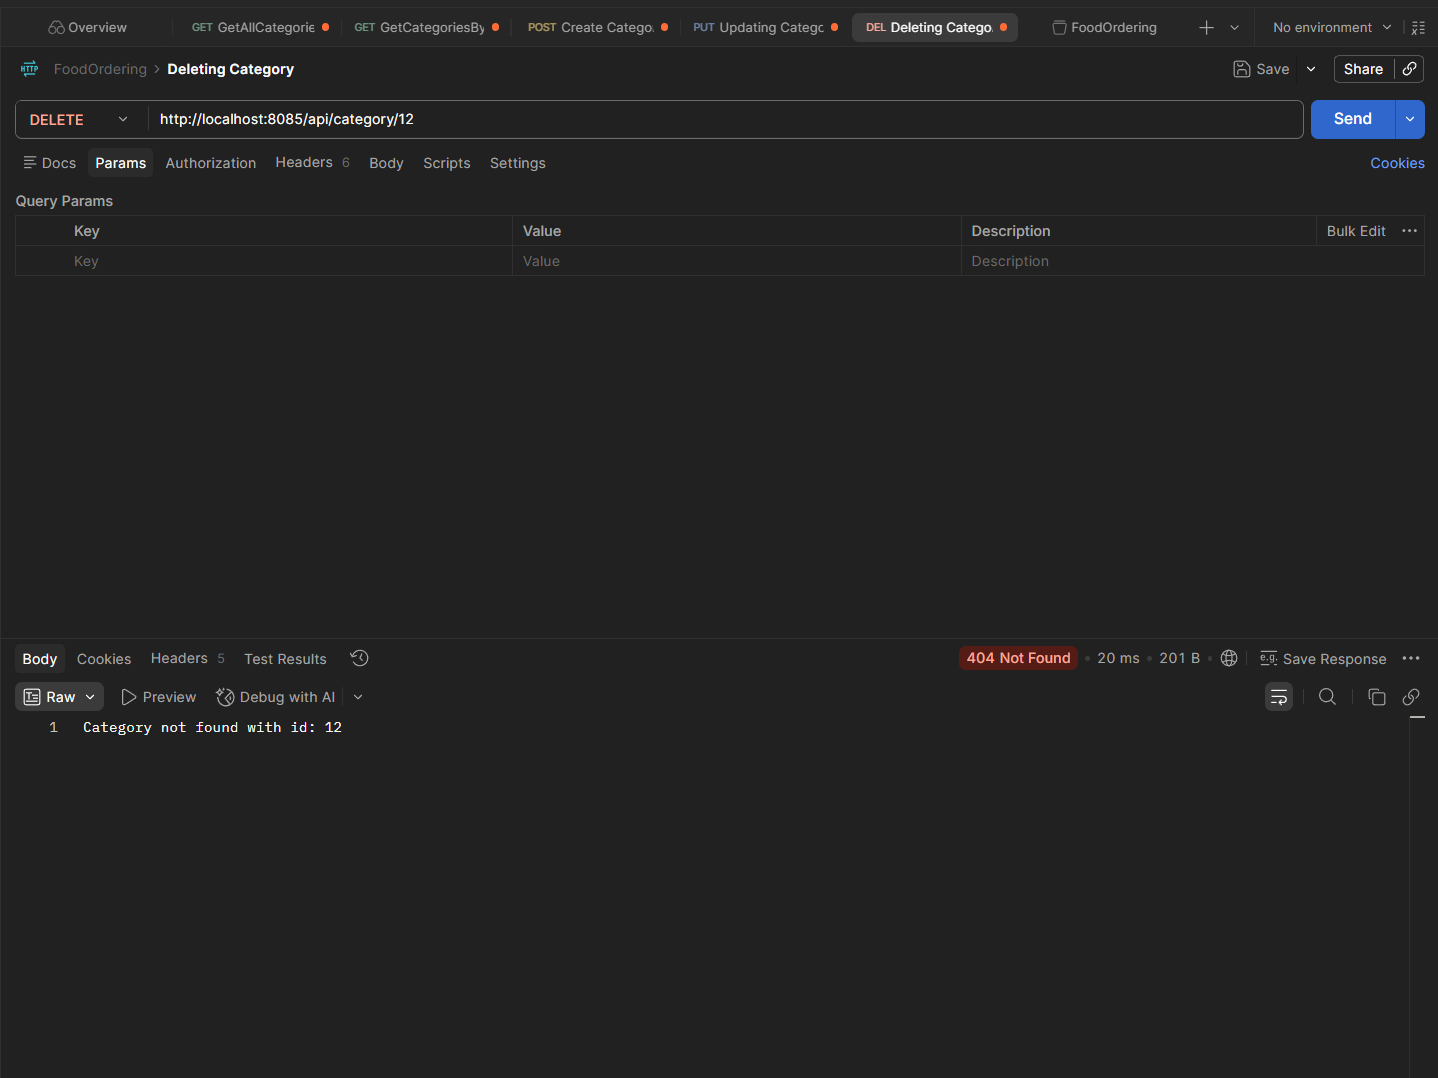 Overview GET GetAllCategorie GET GetCategoriesBy POST Create Catego PUT Updating Catego DEL Deleting Catego FoodOrdering No environment
HTTP FoodOrdering > Deleting Category Save Share
DELETE http://localhost:8085/api/category/12 Send
Docs Params Authorization Headers 6 Body Scripts Settings Cookies
Query Params
Key Value Description Bulk Edit
Key Value Description
Body Cookies Headers 5 Test Results 404 Not Found • 20 ms • 201 B • e.g. Save Response
Raw Preview Debug with AI
1 Category not found with id: 12